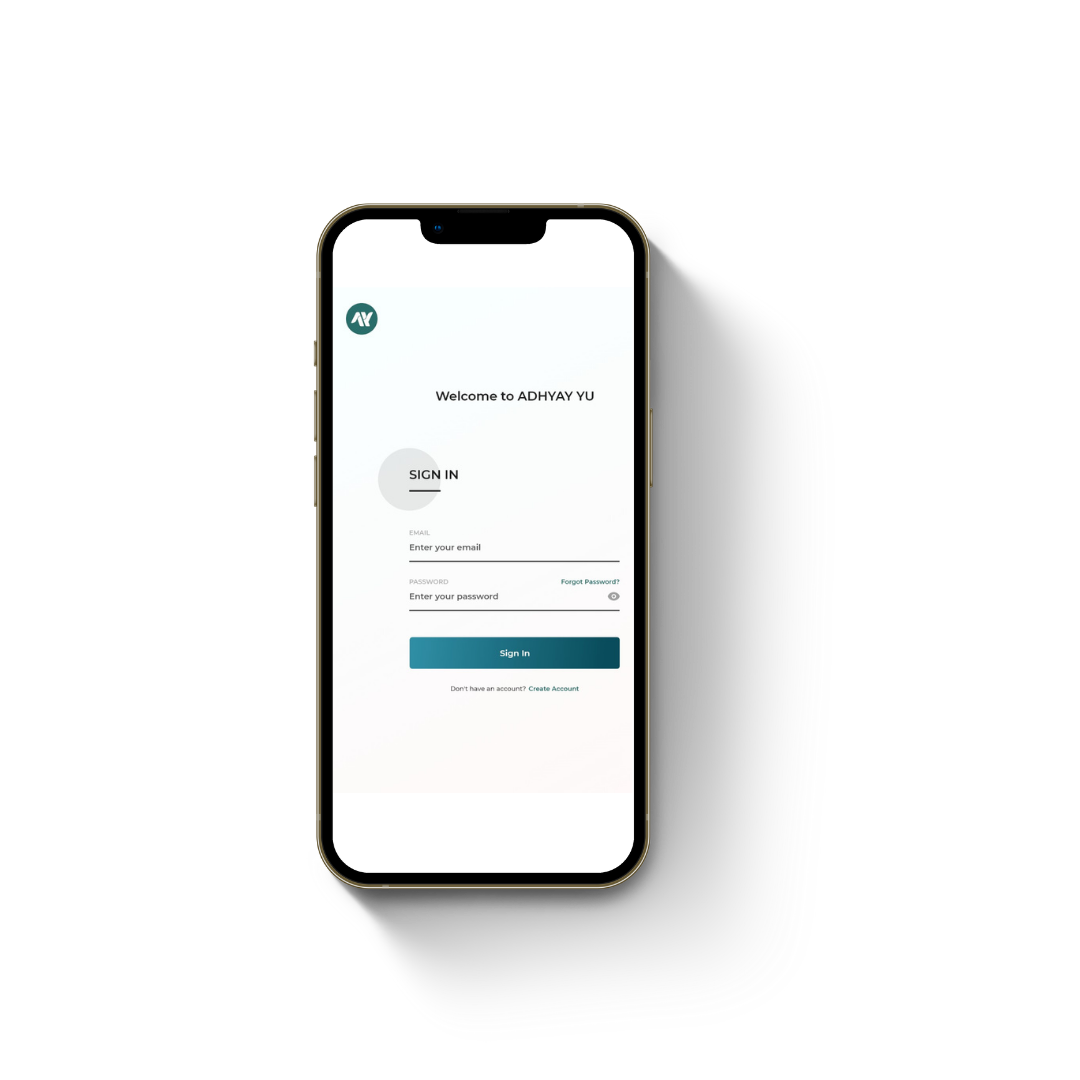 AY
Welcome to ADHYAY YU
SIGN IN
EMAIL
Enter your email
PASSWORD Forgot Password?
Enter your password
Sign In
Don't have an account? Create Account